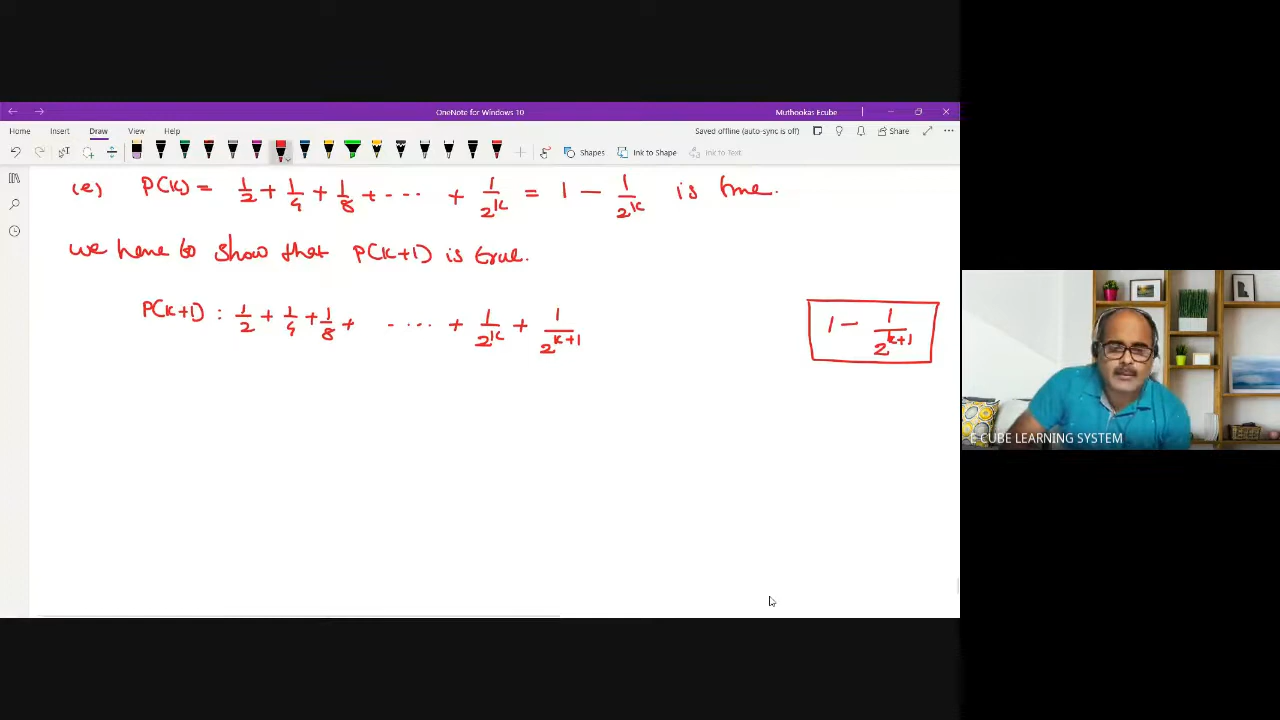 OneNote for Windows 10
Muthookas Ecube
Home Insert Draw View Help
Saved offline (auto-sync is off) Share
Shapes Ink to Shape Ink to Text
(e) P(k) = 1/2 + 1/4 + 1/8 + ---- + 1/2^k = 1 - 1/2^k is true.
we have to show that P(k+1) is true.
P(k+1) : 1/2 + 1/4 + 1/8 + ---- + 1/2^k + 1/2^(k+1)
1 - 1/2^(k+1)
E CUBE LEARNING SYSTEM